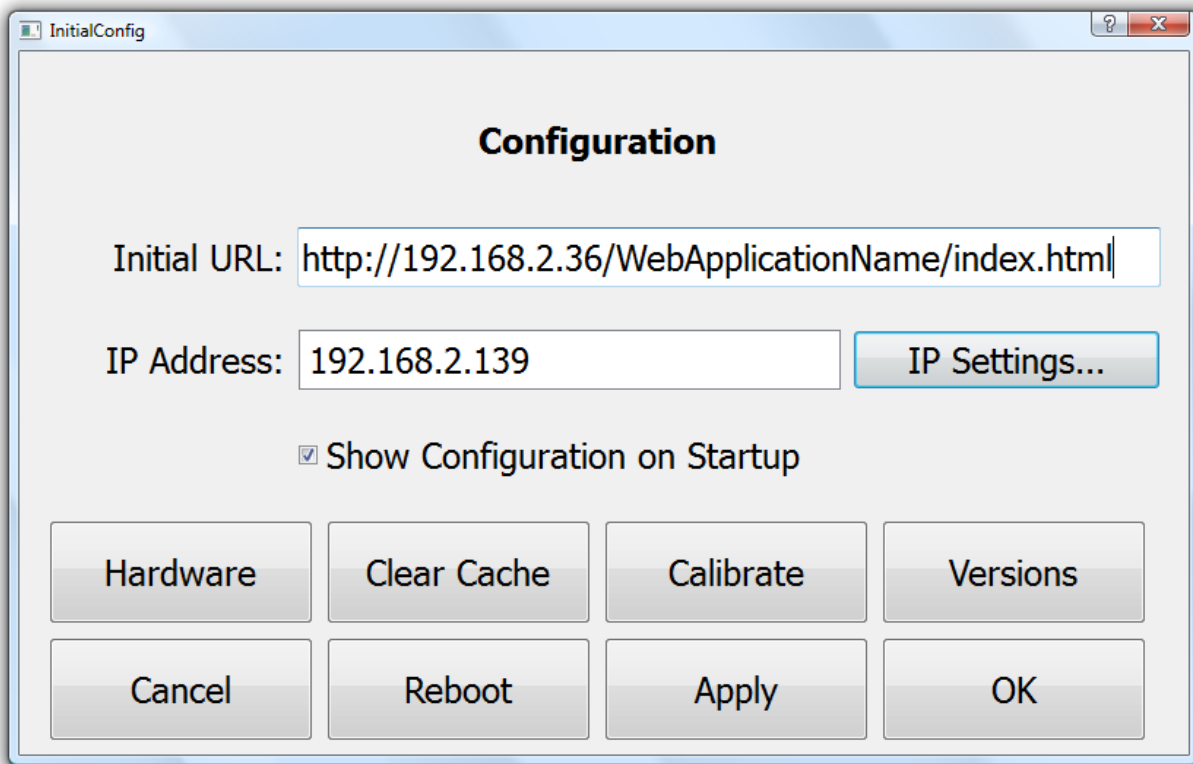 InitialConfig
Configuration
Initial URL: http://192.168.2.36/WebApplicationName/index.html
IP Address: 192.168.2.139 IP Settings...
Show Configuration on Startup
Hardware Clear Cache Calibrate Versions
Cancel Reboot Apply OK